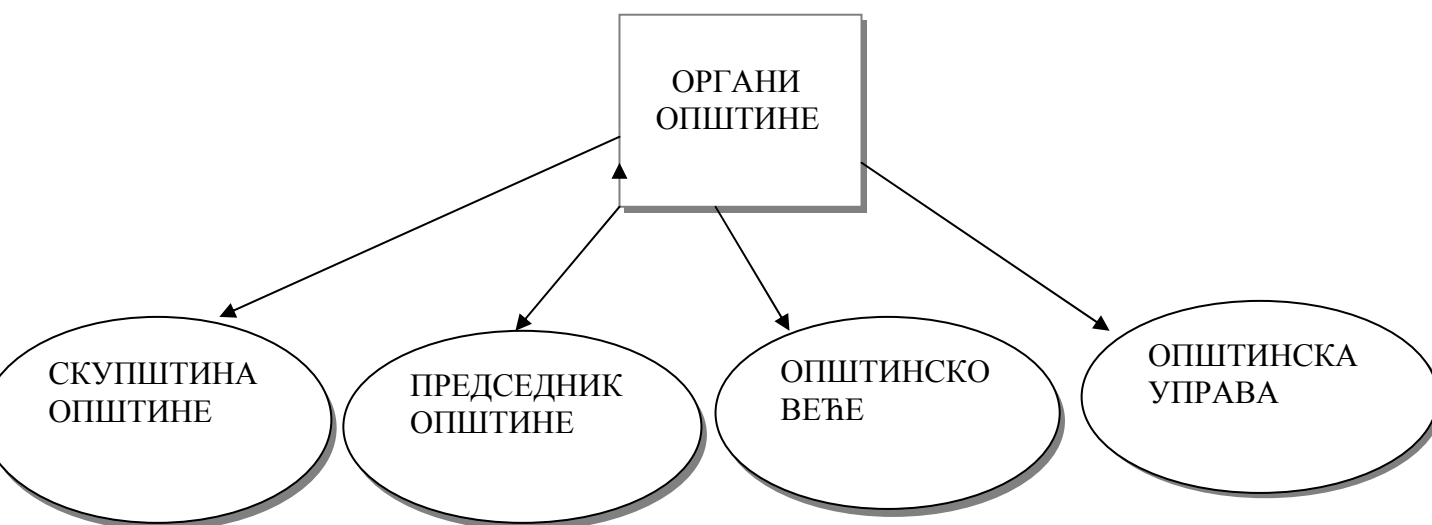 ОРГАНИ
ОПШТИНЕ
СКУПШТИНА
ОПШТИНЕ
ПРЕДСЕДНИК
ОПШТИНЕ
ОПШТИНСКО
ВЕЋЕ
ОПШТИНСКА
УПРАВА